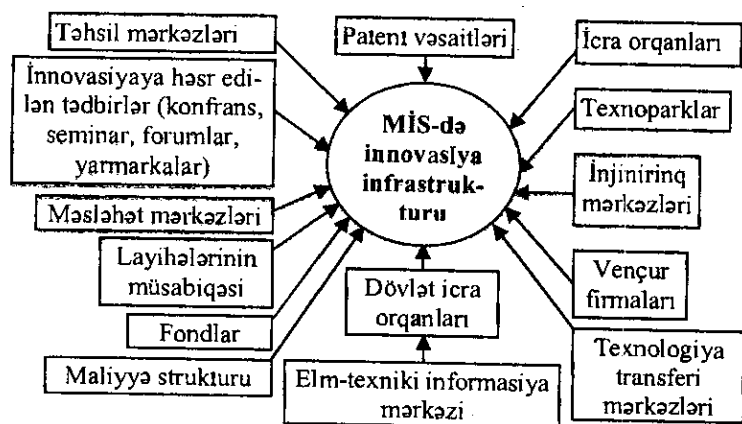 Təhsil mərkəzləri
Patent vəsaitləri
İcra orqanları
İnnovasiyaya həsr edi-
lən tədbirlər (konfrans,
seminar, forumlar,
yarmarkalar)
MİS-də
innovasiya
infrastruk-
turu
Texnoparklar
İnjinirinq
mərkəzləri
Məsləhət mərkəzləri
Layihələrinin
müsabiqəsi
Fondlar
Maliyyə strukturu
Dövlət icra
orqanları
Elm-texniki informasiya
mərkəzi
Vençur
firmaları
Texnologiya
transferi
mərkəzləri